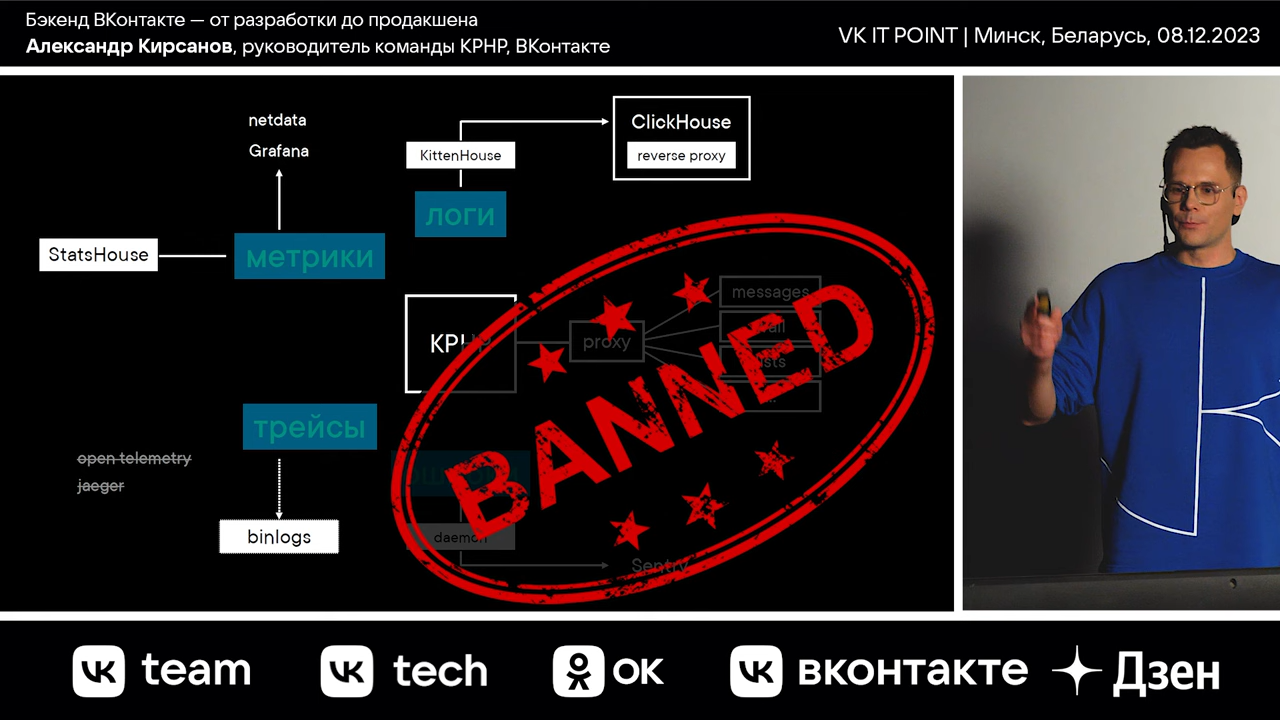 Бэкенд ВКонтакте — от разработки до продакшена
Александр Кирсанов, руководитель команды KPHP, ВКонтакте
VK IT POINT | Минск, Беларусь, 08.12.2023
netdata
Grafana
KittenHouse
ClickHouse
reverse proxy
логи
StatsHouse
метрики
messages
proxy
BANNED
трейсы
open telemetry
jaeger
binlogs
daemon
Sentry
team
tech
ОК
вконтакте
Дзен